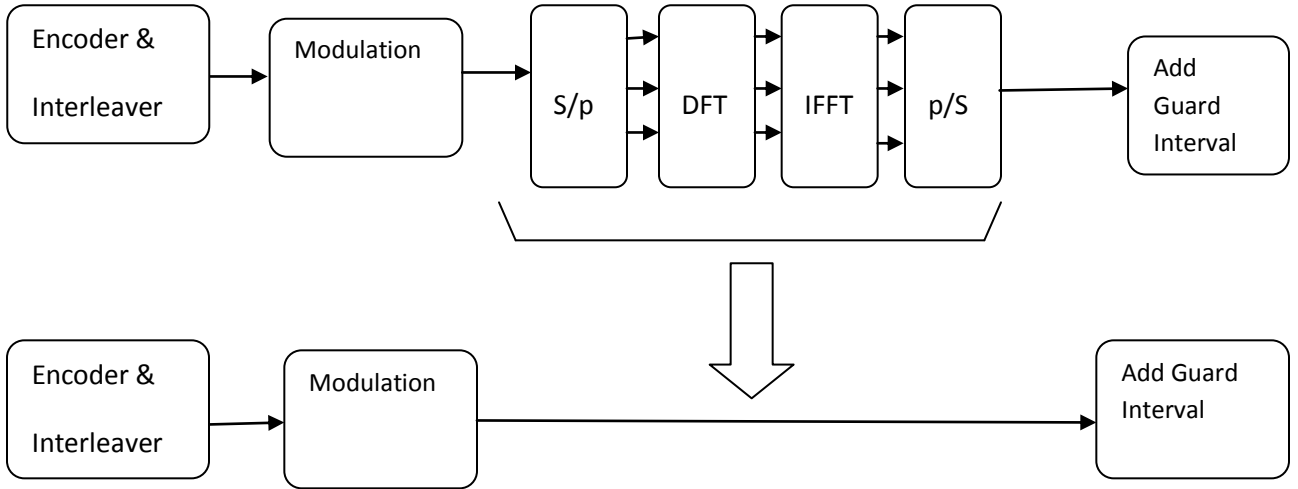 Encoder &
Interleaver
Modulation
S/p
DFT
IFFT
p/S
Add
Guard
Interval
Encoder &
Interleaver
Modulation
Add Guard
Interval